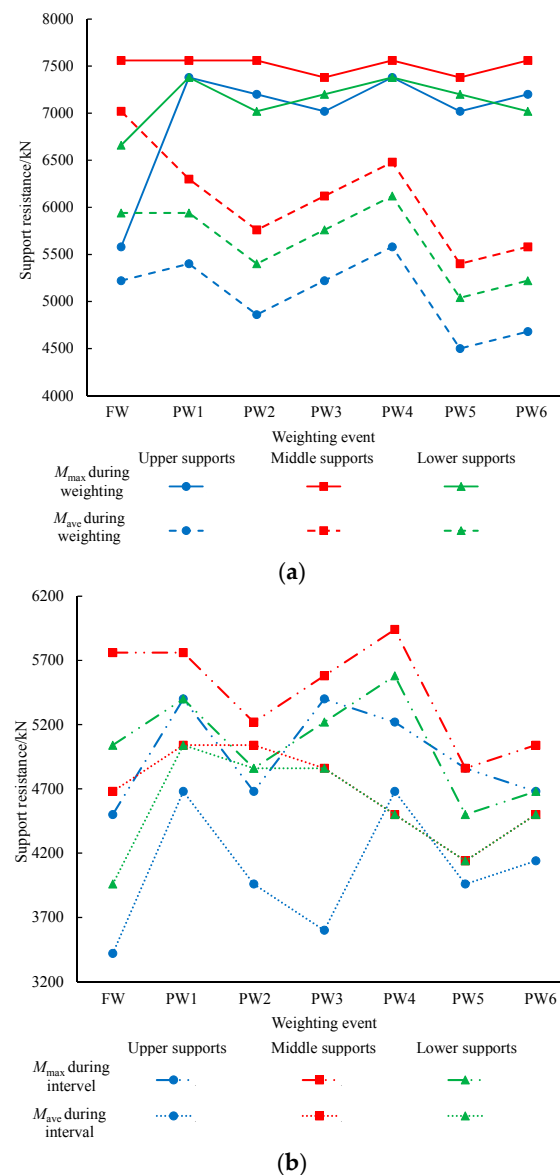 8000
7500
7000
6500
6000
5500
5000
4500
4000
Support resistance/kN
FW PW1 PW2 PW3 PW4 PW5 PW6
Weighting event
Upper supports Middle supports Lower supports
Mmax during
weighting
Mave during
weighting
(a)
6200
5700
5200
4700
4200
3700
3200
Support resistance/kN
FW PW1 PW2 PW3 PW4 PW5 PW6
Weighting event
Upper supports Middle supports Lower supports
Mmax during
intervel
Mave during
interval
(b)